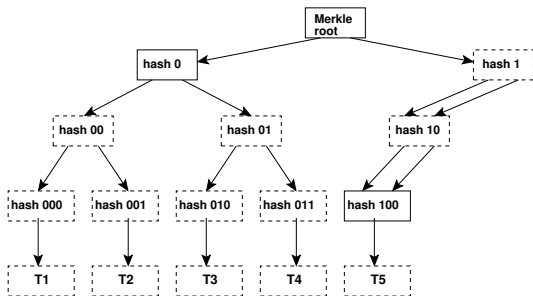 Merkle
root
hash 0
hash 1
hash 00
hash 01
hash 10
hash 000
hash 001
hash 010
hash 011
hash 100
T1
T2
T3
T4
T5